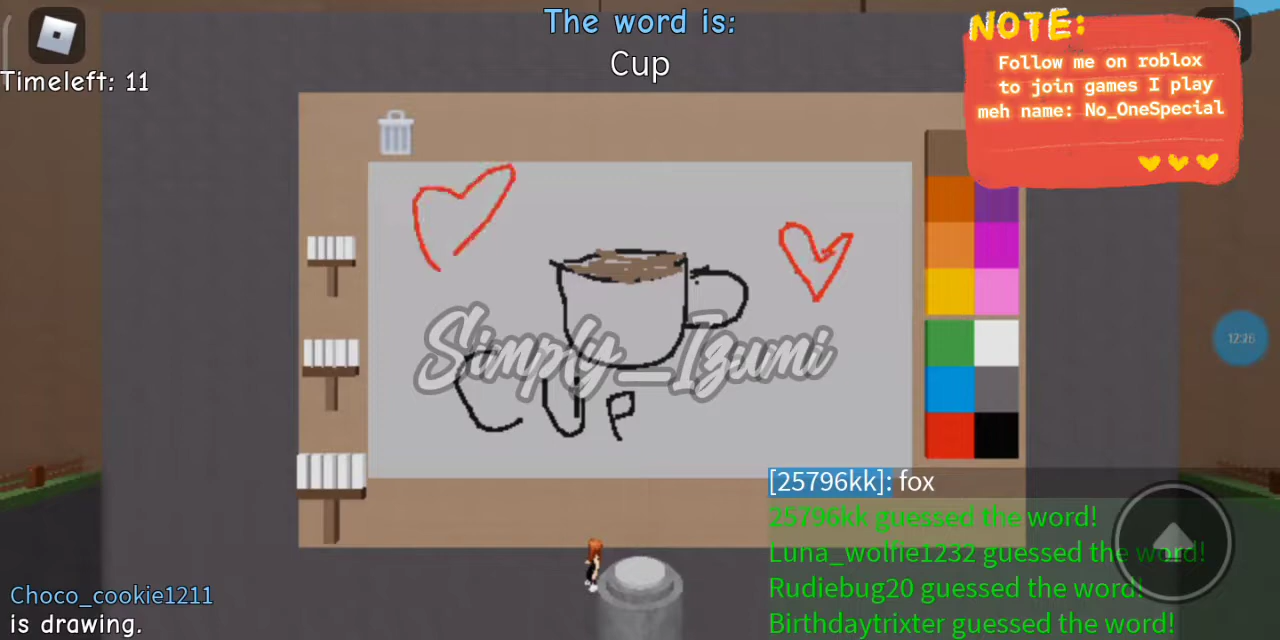 The word is:
Cup
Timeleft: 11
NOTE:
Follow me on roblox
to join games I play
meh name: No_OneSpecial
Simply_Izumi
CUP
12:16
[25796kk]: fox
25796kk guessed the word!
Luna_wolfie1232 guessed the word!
Rudiebug20 guessed the word!
Birthdaytrixter guessed the word!
Choco_cookie1211
is drawing.